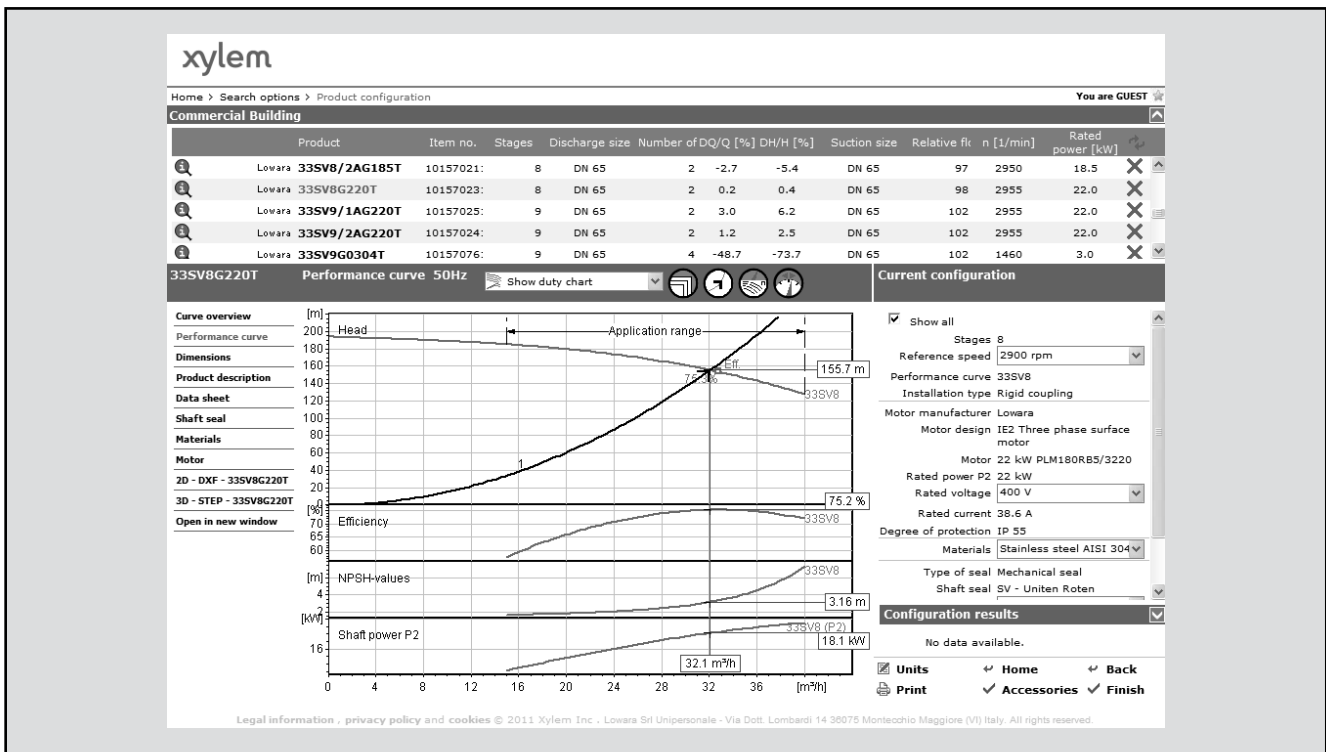 xylem
Home > Search options > Product configuration You are GUEST
Commercial Building
Product Item no. Stages Discharge size Number of DQ/Q [%] DH/H [%] Suction size Relative flo n [1/min] Rated power [kW]
Lowara 33SV8/2AG185T 10157021: 8 DN 65 2 -2.7 -5.4 DN 65 97 2950 18.5
Lowara 33SV8G220T 10157023: 8 DN 65 2 0.2 0.4 DN 65 98 2955 22.0
Lowara 33SV9/1AG220T 10157025: 9 DN 65 2 3.0 6.2 DN 65 102 2955 22.0
Lowara 33SV9/2AG220T 10157024: 9 DN 65 2 1.2 2.5 DN 65 102 2955 22.0
Lowara 33SV9G0304T 10157076: 9 DN 65 4 -48.7 -73.7 DN 65 102 1460 3.0
33SV8G220T Performance curve 50Hz Show duty chart
Curve overview
Performance curve
Dimensions
Product description
Data sheet
Shaft seal
Materials
Motor
2D - DXF - 33SV8G220T
3D - STEP - 33SV8G220T
Open in new window
[m]
200
180
160
140
120
100
80
60
40
20
0
Head
Application range
Eff.
75.3%
155.7 m
33SV8
1
75.2 %
[%]
70
65
60
Efficiency
33SV8
[m]
4
2
NPSH-values
33SV8
3.16 m
[kW]
16
Shaft power P2
33SV8 (P2)
18.1 kW
32.1 m³/h
0 4 8 12 16 20 24 28 32 36 [m³/h]
Current configuration
Show all
Stages 8
Reference speed 2900 rpm
Performance curve 33SV8
Installation type Rigid coupling
Motor manufacturer Lowara
Motor design IE2 Three phase surface
motor
Motor 22 kW PLM180RB5/3220
Rated power P2 22 kW
Rated voltage 400 V
Rated current 38.6 A
Degree of protection IP 55
Materials Stainless steel AISI 304
Type of seal Mechanical seal
Shaft seal SV - Uniten Roten
Configuration results
No data available.
Units Home Back
Print Accessories Finish
Legal information , privacy policy and cookies © 2011 Xylem Inc . Lowara Srl Unipersonale - Via Dott. Lombardi 14 36075 Montecchio Maggiore (VI) Italy. All rights reserved.